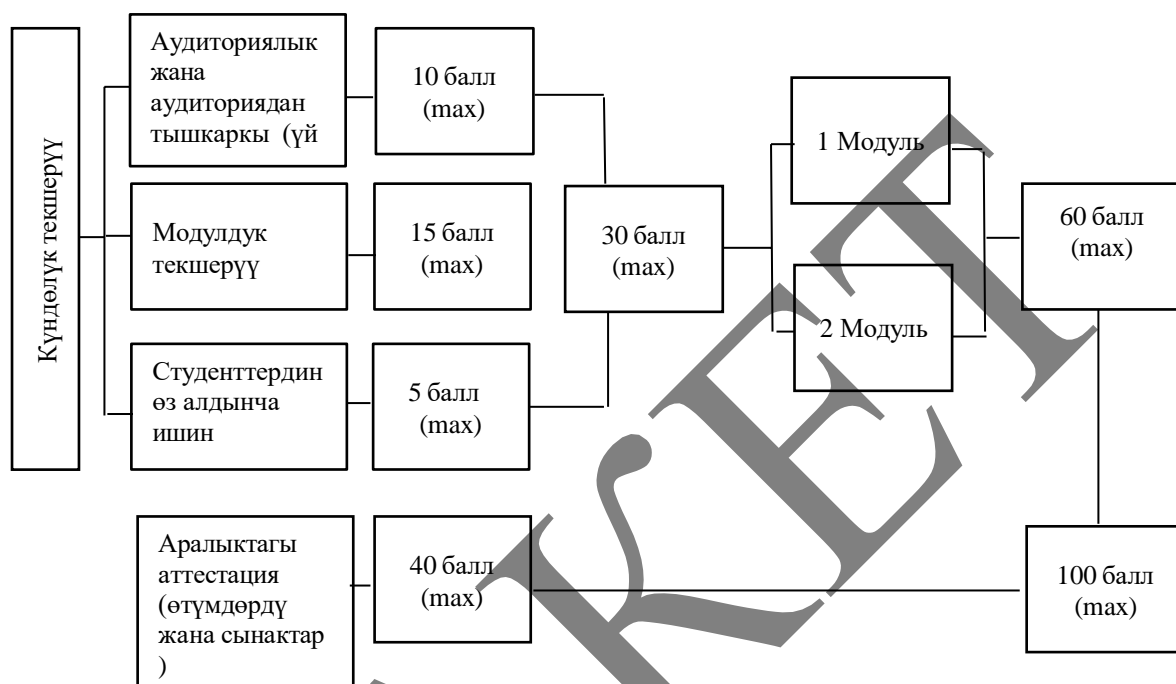 Күндөлүк текшерүү
Аудиториялык
жана
аудиториядан
тышкаркы (үй
10 балл
(max)
Модулдук
текшерүү
15 балл
(max)
Студенттердин
өз алдынча
ишин
5 балл
(max)
30 балл
(max)
1 Модуль
2 Модуль
60 балл
(max)
Аралыктагы
аттестация
(өтүмдөрдү
жана сынактар
)
40 балл
(max)
100 балл
(max)
КЕТ